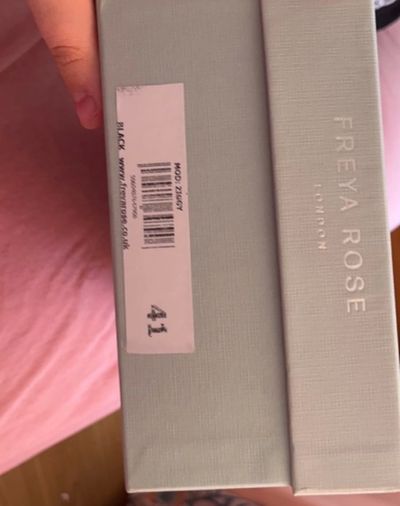 FREYA ROSE
LONDON
MOD: ZIGGY
BLACK www.freyarose.co.uk
41